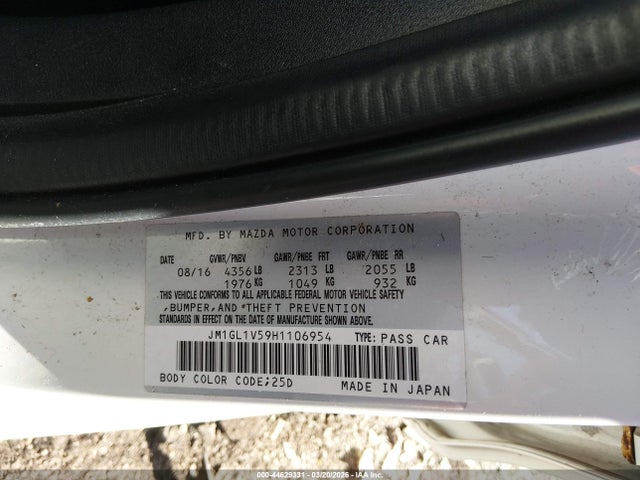 MFD. BY MAZDA MOTOR CORPORATION
DATE GVWR/PNBV GAWR/PNBE FRT GAWR/PNBE RR
08/16 4356 LB 2313 LB 2055 LB
1976 KG 1049 KG 932 KG
THIS VEHICLE CONFORMS TO ALL APPLICABLE FEDERAL MOTOR VEHICLE SAFETY
,BUMPER,AND *THEFT PREVENTION
STANDARDS IN EFFECT ON THE DATE OF MANUFACTURE SHOWN ABOVE.
JM1GL1V59H1106954 TYPE: PASS CAR
BODY COLOR CODE;25D MADE IN JAPAN
000-44629331 - 03/20/2026 - COPYRIGHT IAA, LLC.